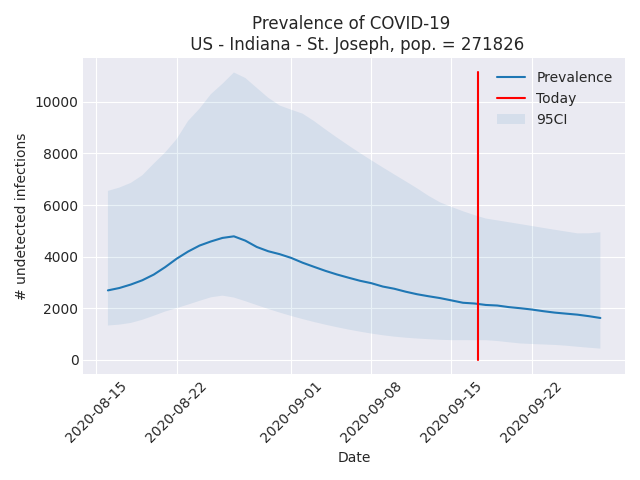 Prevalence of COVID-19
US - Indiana - St. Joseph, pop. = 271826
Prevalence
Today
95CI
10000
8000
6000
4000
2000
0
# undetected infections
2020-08-15
2020-08-22
2020-09-01
2020-09-08
2020-09-15
2020-09-22
Date